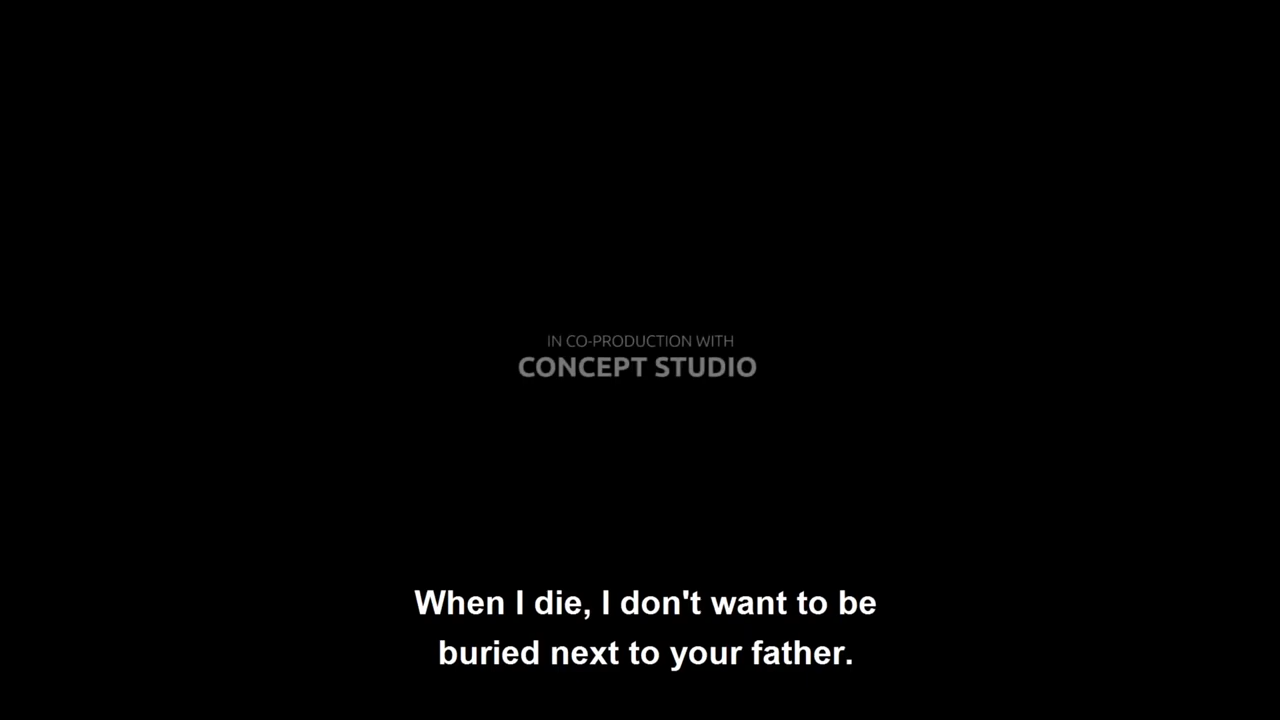 IN CO-PRODUCTION WITH
CONCEPT STUDIO
When I die, I don't want to be
buried next to your father.